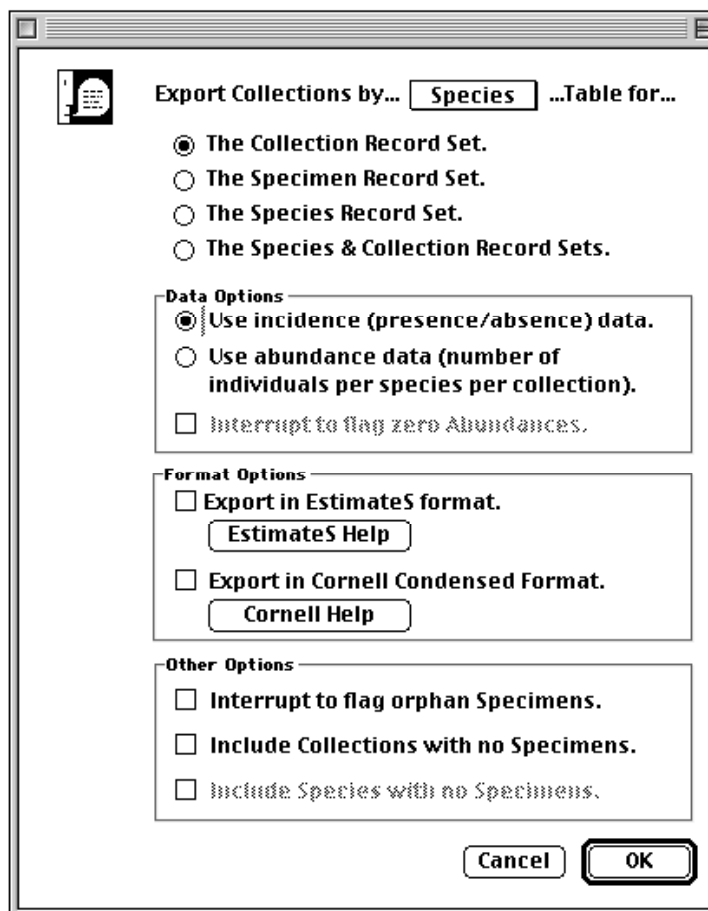 Export Collections by... Species ...Table for...
The Collection Record Set.
The Specimen Record Set.
The Species Record Set.
The Species & Collection Record Sets.
Data Options
Use incidence (presence/absence) data.
Use abundance data (number of
individuals per species per collection).
Interrupt to flag zero Abundances.
Format Options
Export in EstimateS format.
EstimateS Help
Export in Cornell Condensed Format.
Cornell Help
Other Options
Interrupt to flag orphan Specimens.
Include Collections with no Specimens.
Include Species with no Specimens.
Cancel OK